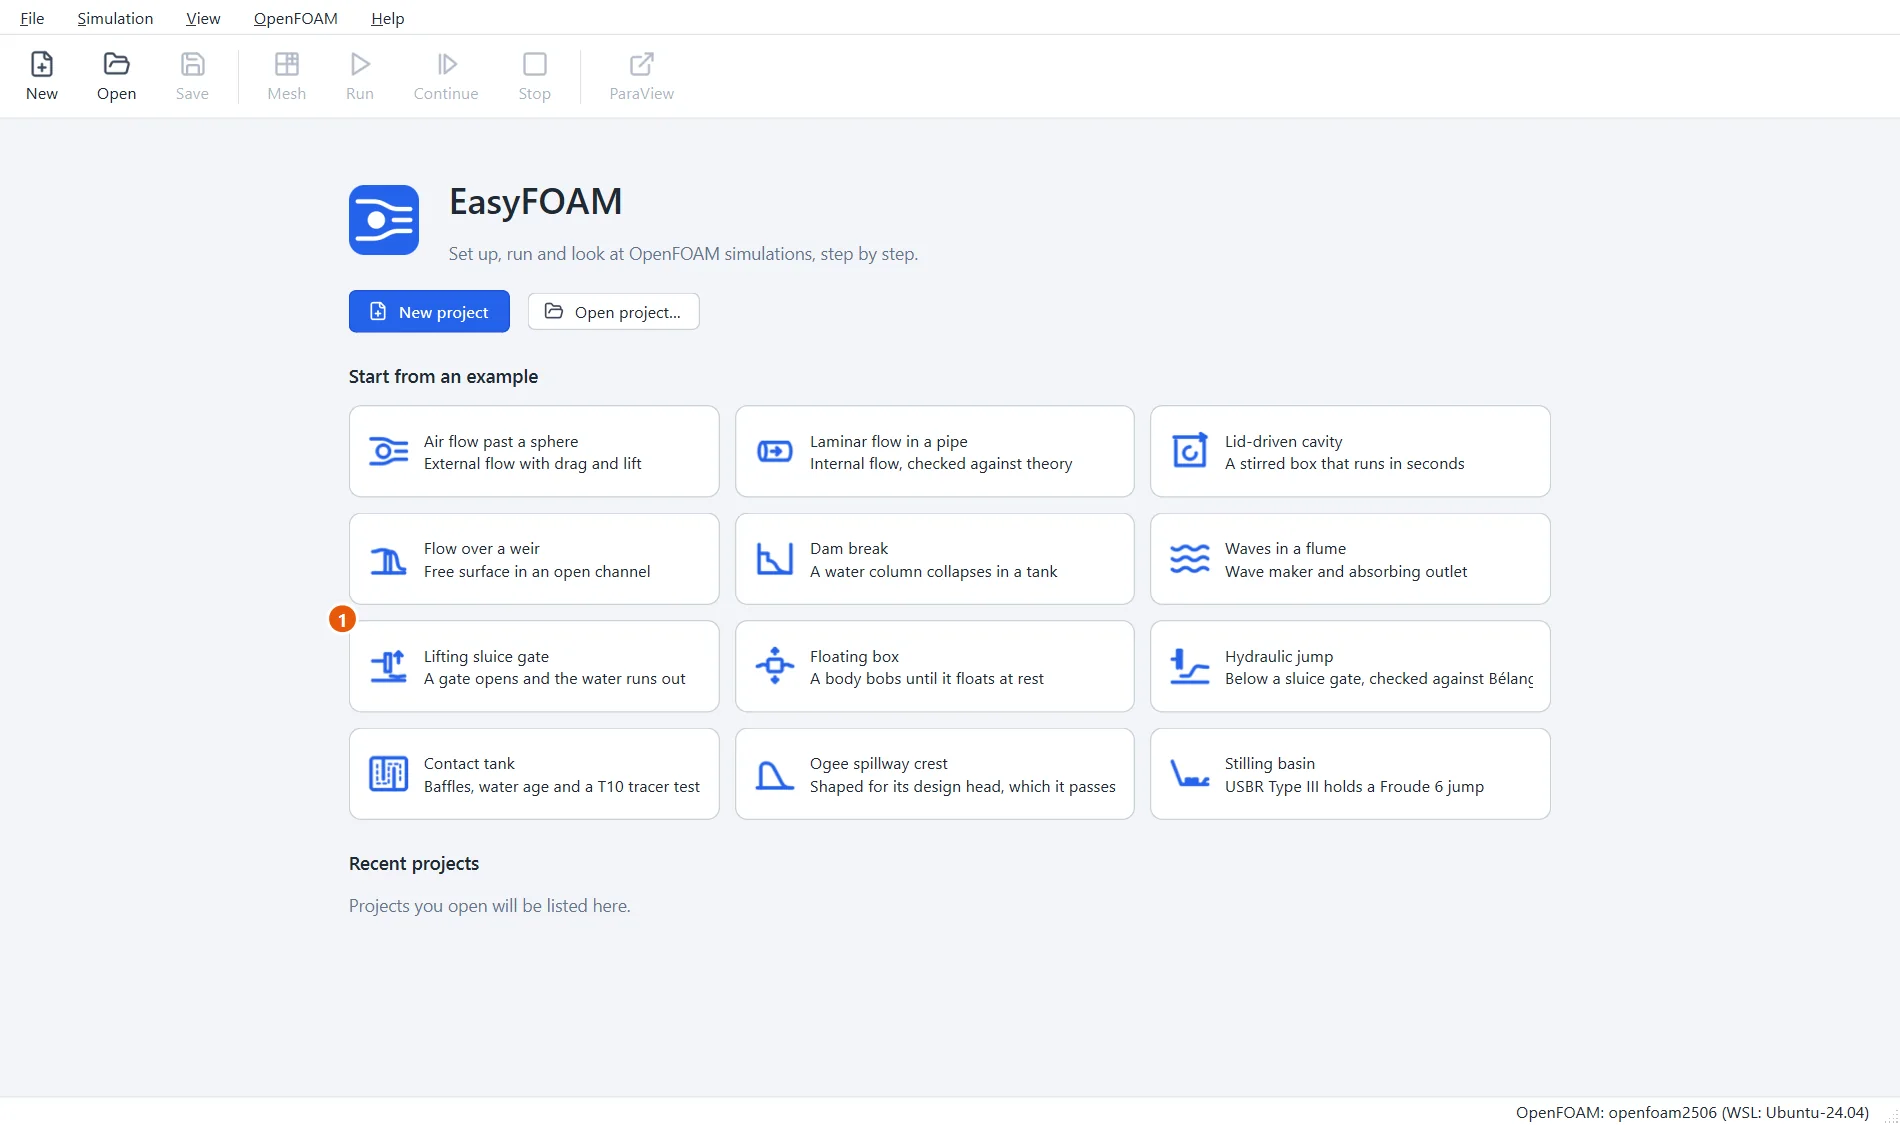 File Simulation View OpenFOAM Help
New Open Save Mesh Run Continue Stop ParaView
EasyFOAM
Set up, run and look at OpenFOAM simulations, step by step.
New project Open project...
Start from an example
Air flow past a sphere
External flow with drag and lift
Laminar flow in a pipe
Internal flow, checked against theory
Lid-driven cavity
A stirred box that runs in seconds
Flow over a weir
Free surface in an open channel
Dam break
A water column collapses in a tank
Waves in a flume
Wave maker and absorbing outlet
1
Lifting sluice gate
A gate opens and the water runs out
Floating box
A body bobs until it floats at rest
Hydraulic jump
Below a sluice gate, checked against Bélang
Contact tank
Baffles, water age and a T10 tracer test
Ogee spillway crest
Shaped for its design head, which it passes
Stilling basin
USBR Type III holds a Froude 6 jump
Recent projects
Projects you open will be listed here.
OpenFOAM: openfoam2506 (WSL: Ubuntu-24.04)